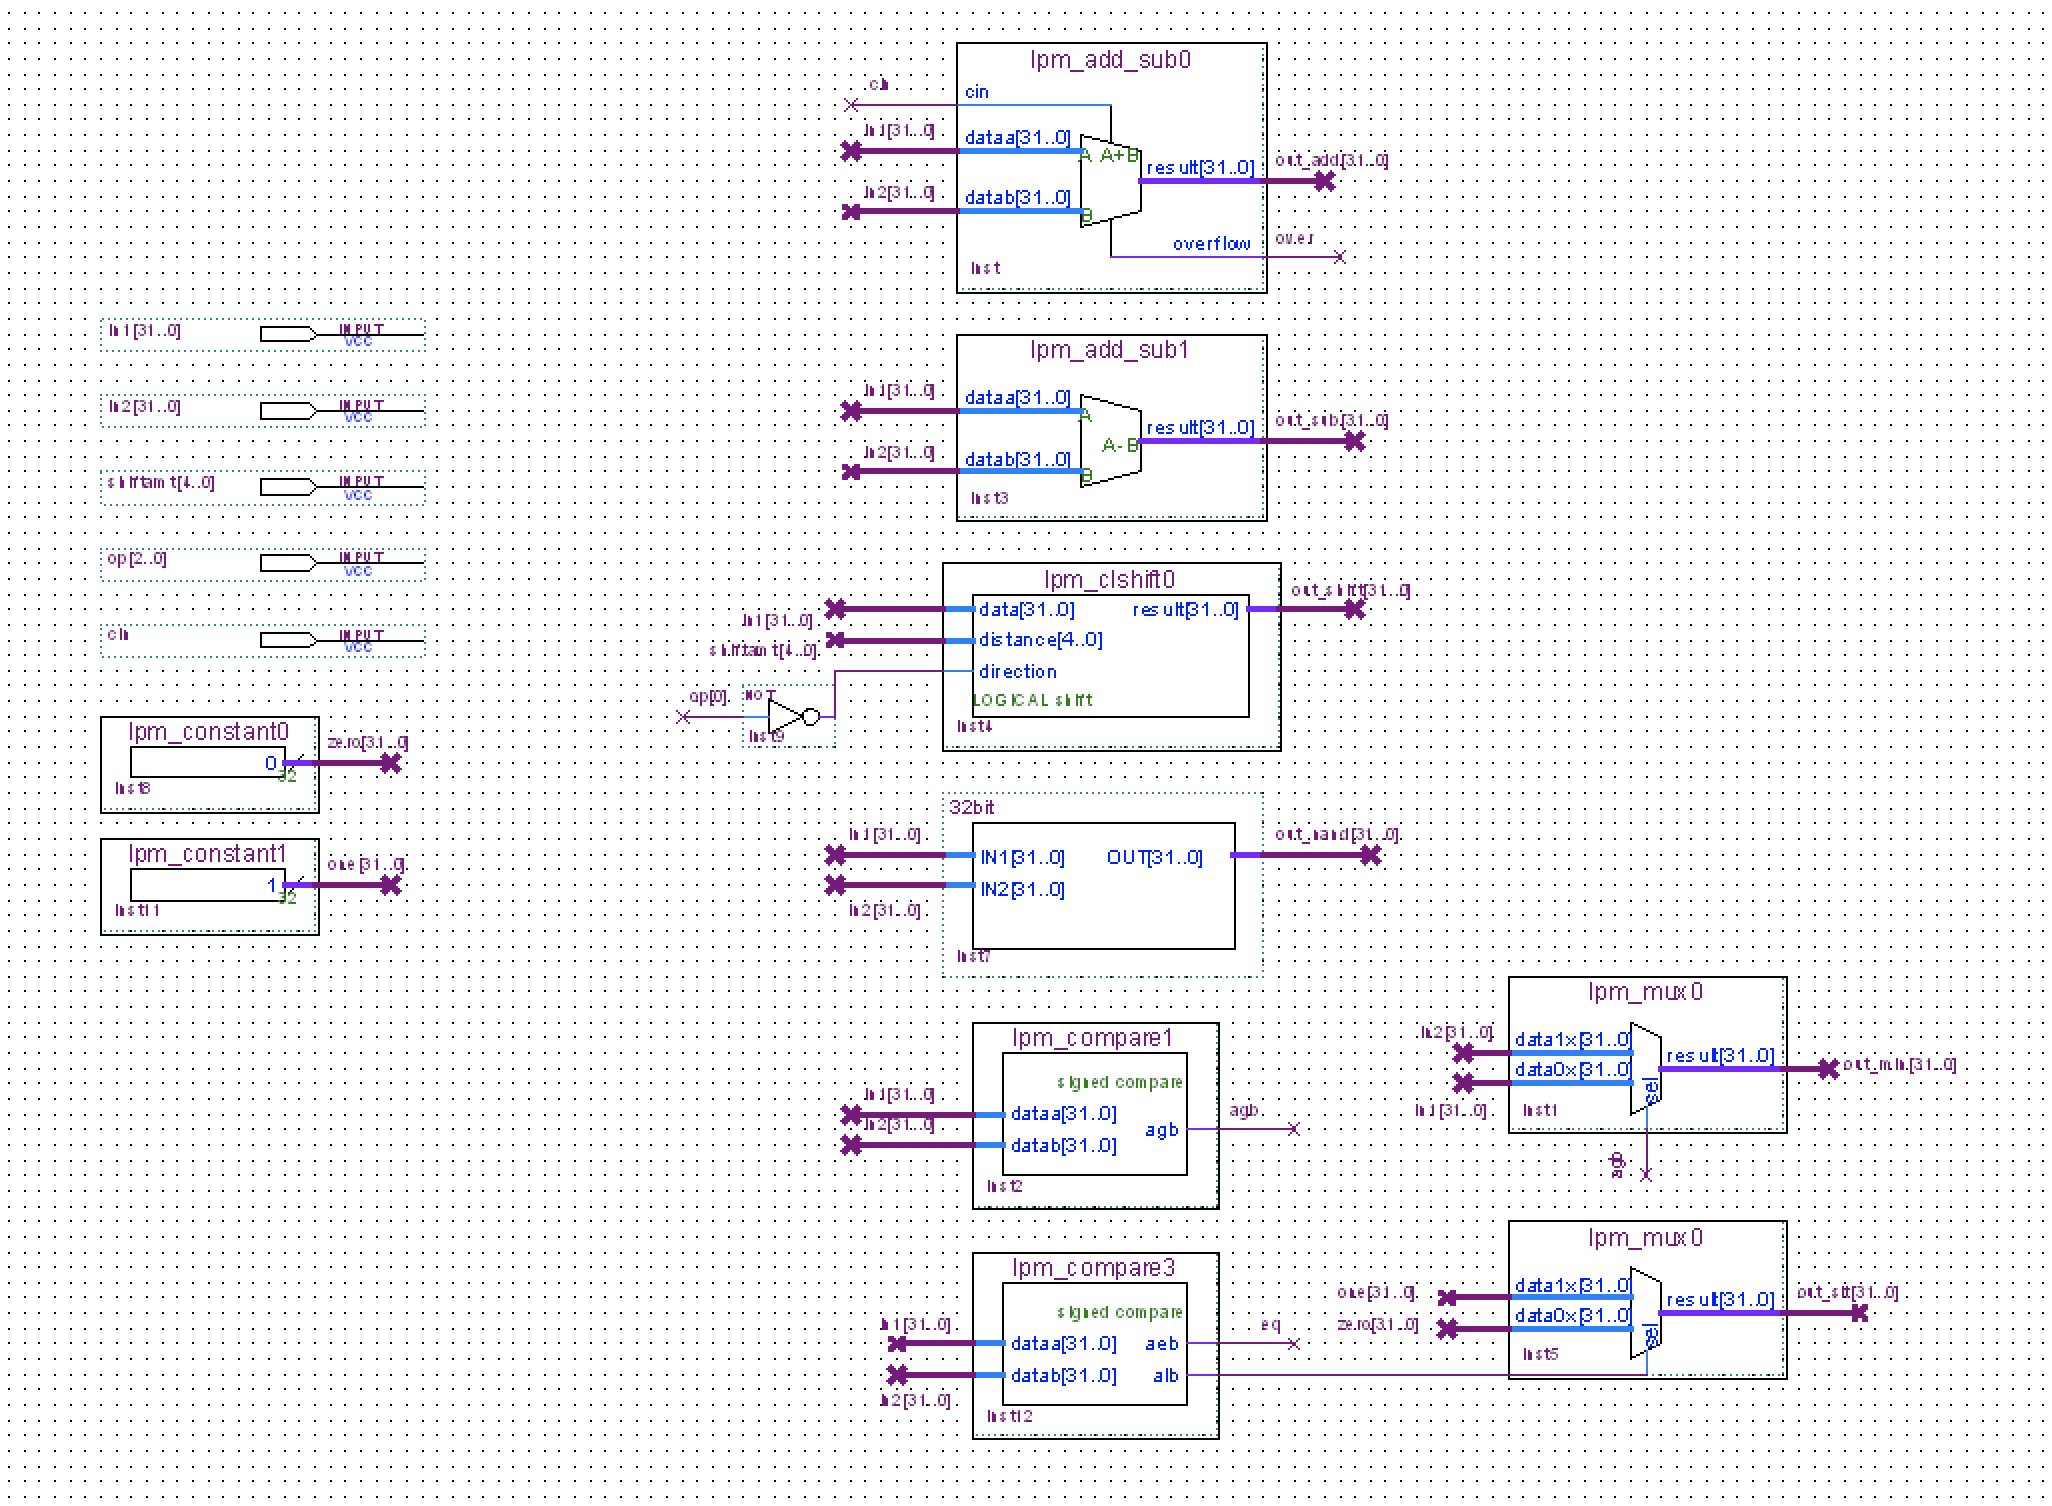 lpm_add_sub0
cin
cin
in1[31..0]
dataa[31..0]
A A+B
result[31..0]
out_add[31..0]
in2[31..0]
datab[31..0]
B
overflow
over
inst
in1[31..0]
INPUT
VCC
in2[31..0]
INPUT
VCC
shiftamt[4..0]
INPUT
VCC
op[2..0]
INPUT
VCC
cin
INPUT
VCC
lpm_constant0
0
32
zero[31..0]
inst8
lpm_constant1
1
32
one[31..0]
inst11
lpm_add_sub1
in1[31..0]
dataa[31..0]
A
result[31..0]
out_sub[31..0]
A-B
in2[31..0]
datab[31..0]
B
inst3
lpm_clshift0
in1[31..0]
data[31..0]
result[31..0]
out_shift[31..0]
shiftamt[4..0]
distance[4..0]
direction
op[0]
NOT
inst9
LOGICAL shift
inst4
32bit
in1[31..0]
IN1[31..0]
OUT[31..0]
out_nand[31..0]
IN2[31..0]
in2[31..0]
inst7
lpm_compare1
signed compare
in1[31..0]
dataa[31..0]
in2[31..0]
datab[31..0]
agb
agb
inst2
lpm_mux0
in2[31..0]
data1x[31..0]
result[31..0]
out_min[31..0]
data0x[31..0]
in1[31..0]
sel
inst1
agb
lpm_compare3
signed compare
in1[31..0]
dataa[31..0]
aeb
eq
datab[31..0]
alb
in2[31..0]
inst12
lpm_mux0
one[31..0]
data1x[31..0]
result[31..0]
out_slt[31..0]
zero[31..0]
data0x[31..0]
sel
inst5